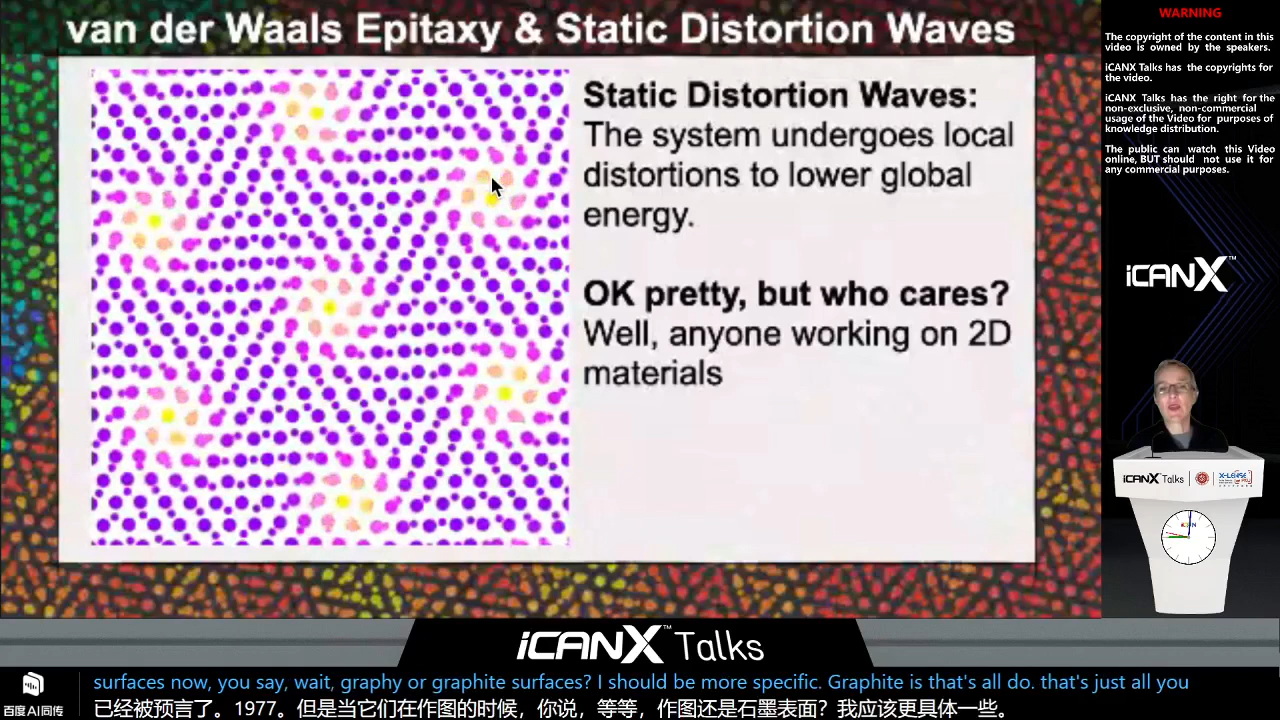 van der Waals Epitaxy & Static Distortion Waves
Static Distortion Waves:
The system undergoes local
distortions to lower global
energy.
OK pretty, but who cares?
Well, anyone working on 2D
materials
WARNING
The copyright of the content in this
video is owned by the speakers.
iCANX Talks has the copyrights for
the video.
iCANX Talks has the right for the
non-exclusive, non-commercial
usage of the Video for purposes of
knowledge distribution.
The public can watch this Video
online, BUT should not use it for
any commercial purposes.
iCANX™
iCANX Talks
X-LENSE
iCANX™ Talks
百度AI同传
surfaces now, you say, wait, graphy or graphite surfaces? I should be more specific. Graphite is that's all do. that's just all you
已经被预言了。1977。但是当它们在作图的时候，你说，等等，作图还是石墨表面？我应该更具体一些。